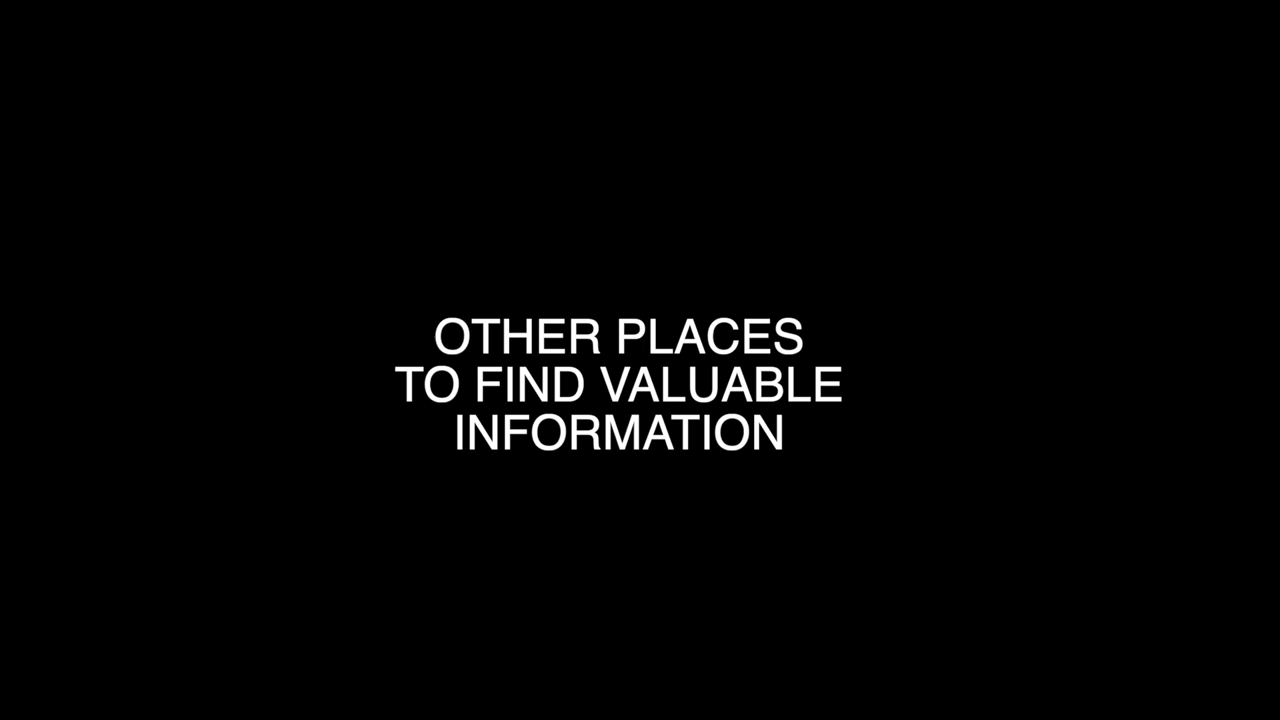 OTHER PLACES
TO FIND VALUABLE
INFORMATION